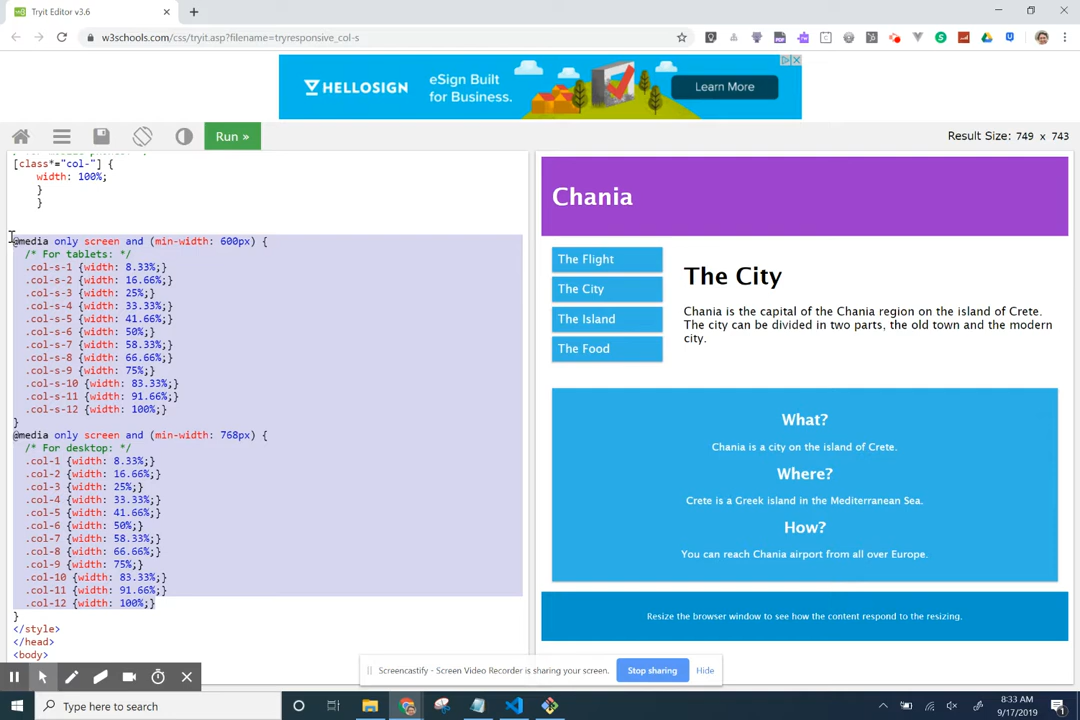 Tryit Editor v3.6
w3schools.com/css/tryit.asp?filename=tryresponsive_col-s
HELLOSIGN
eSign Built
for Business.
Learn More
Run »
Result Size: 749 x 743
[class*="col-"] {
width: 100%;
}
}
@media only screen and (min-width: 600px) {
/* For tablets: */
.col-s-1 {width: 8.33%;}
.col-s-2 {width: 16.66%;}
.col-s-3 {width: 25%;}
.col-s-4 {width: 33.33%;}
.col-s-5 {width: 41.66%;}
.col-s-6 {width: 50%;}
.col-s-7 {width: 58.33%;}
.col-s-8 {width: 66.66%;}
.col-s-9 {width: 75%;}
.col-s-10 {width: 83.33%;}
.col-s-11 {width: 91.66%;}
.col-s-12 {width: 100%;}
}
@media only screen and (min-width: 768px) {
/* For desktop: */
.col-1 {width: 8.33%;}
.col-2 {width: 16.66%;}
.col-3 {width: 25%;}
.col-4 {width: 33.33%;}
.col-5 {width: 41.66%;}
.col-6 {width: 50%;}
.col-7 {width: 58.33%;}
.col-8 {width: 66.66%;}
.col-9 {width: 75%;}
.col-10 {width: 83.33%;}
.col-11 {width: 91.66%;}
.col-12 {width: 100%;}
}
</style>
</head>
<body>
Chania
The Flight
The City
The Island
The Food
The City
Chania is the capital of the Chania region on the island of Crete.
The city can be divided in two parts, the old town and the modern
city.
What?
Chania is a city on the island of Crete.
Where?
Crete is a Greek island in the Mediterranean Sea.
How?
You can reach Chania airport from all over Europe.
Resize the browser window to see how the content respond to the resizing.
Screencastify - Screen Video Recorder is sharing your screen.
Stop sharing
Hide
Type here to search
8:33 AM
9/17/2019